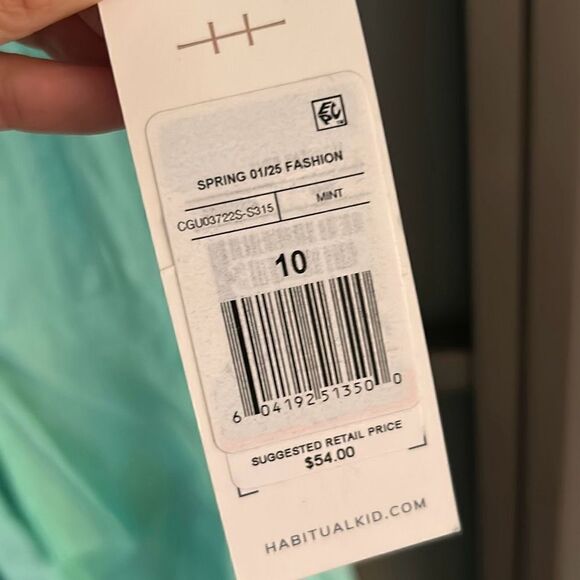 H
EPC™
SPRING 01/25 FASHION
CGU03722S-S315 MINT
10
6 04192 51350 0
SUGGESTED RETAIL PRICE
$54.00
HABITUALKID.COM